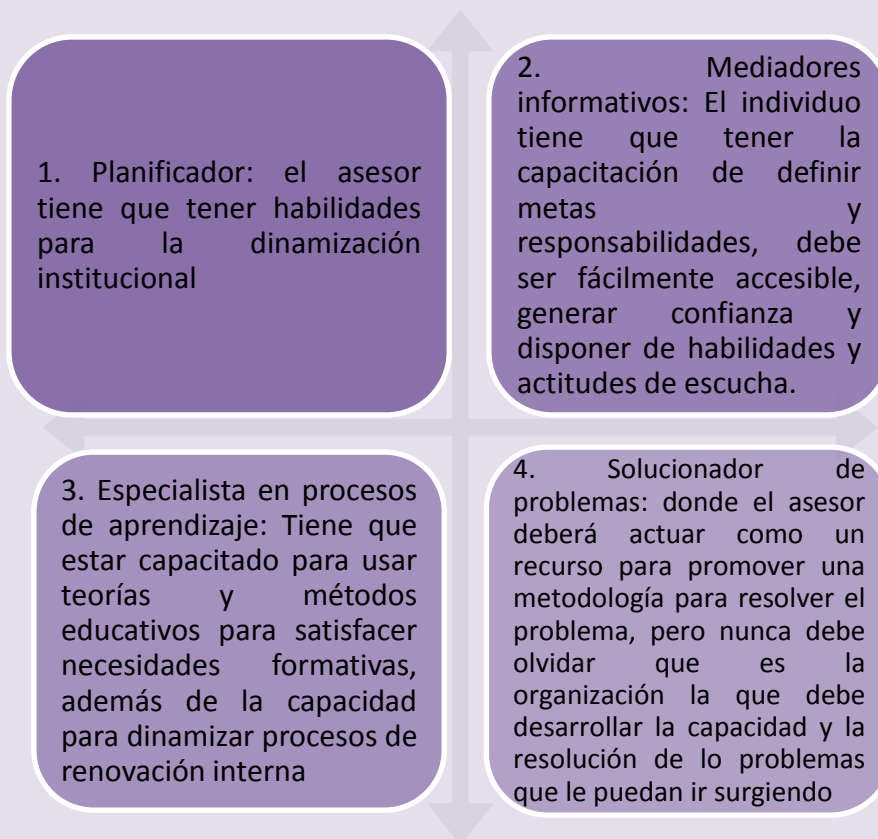 1. Planificador: el asesor
tiene que tener habilidades
para la dinamización
institucional
2. Mediadores
informativos: El individuo
tiene que tener la
capacitación de definir
metas y
responsabilidades, debe
ser fácilmente accesible,
generar confianza y
disponer de habilidades y
actitudes de escucha.
3. Especialista en procesos
de aprendizaje: Tiene que
estar capacitado para usar
teorías y métodos
educativos para satisfacer
necesidades formativas,
además de la capacidad
para dinamizar procesos de
renovación interna
4. Solucionador de
problemas: donde el asesor
deberá actuar como un
recurso para promover una
metodología para resolver el
problema, pero nunca debe
olvidar que es la
organización la que debe
desarrollar la capacidad y la
resolución de lo problemas
que le puedan ir surgiendo